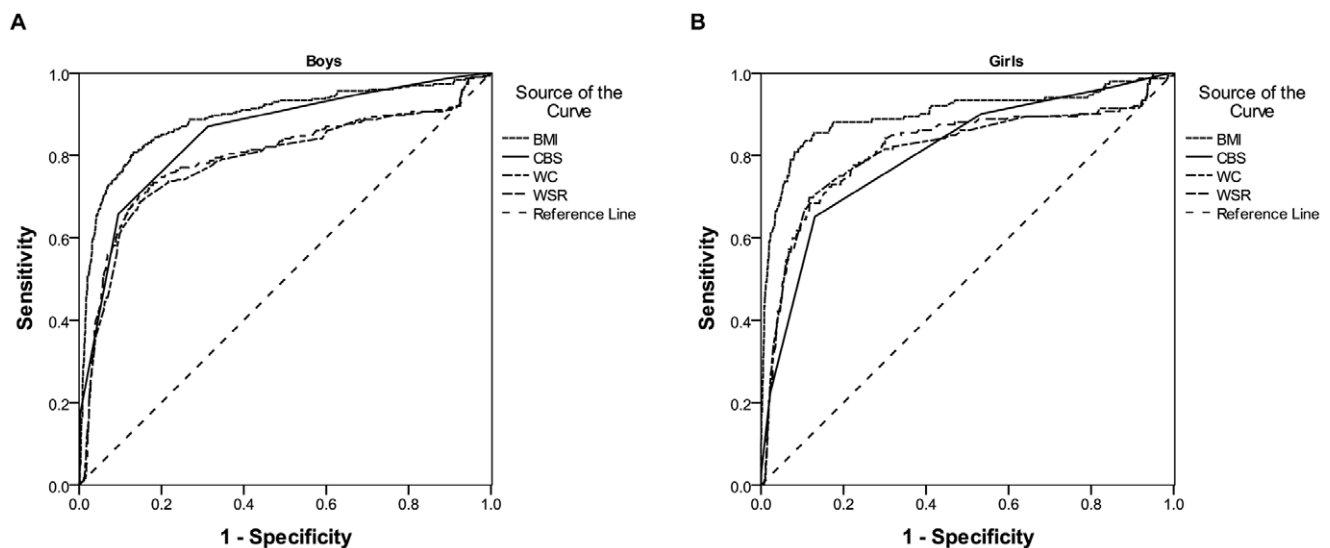 A
Boys
1.0
0.8
0.6
0.4
0.2
0.0
Sensitivity
0.0 0.2 0.4 0.6 0.8 1.0
1 - Specificity
Source of the
Curve
BMI
CBS
WC
WSR
Reference Line
B
Girls
1.0
0.8
0.6
0.4
0.2
0.0
Sensitivity
0.0 0.2 0.4 0.6 0.8 1.0
1 - Specificity
Source of the
Curve
BMI
CBS
WC
WSR
Reference Line